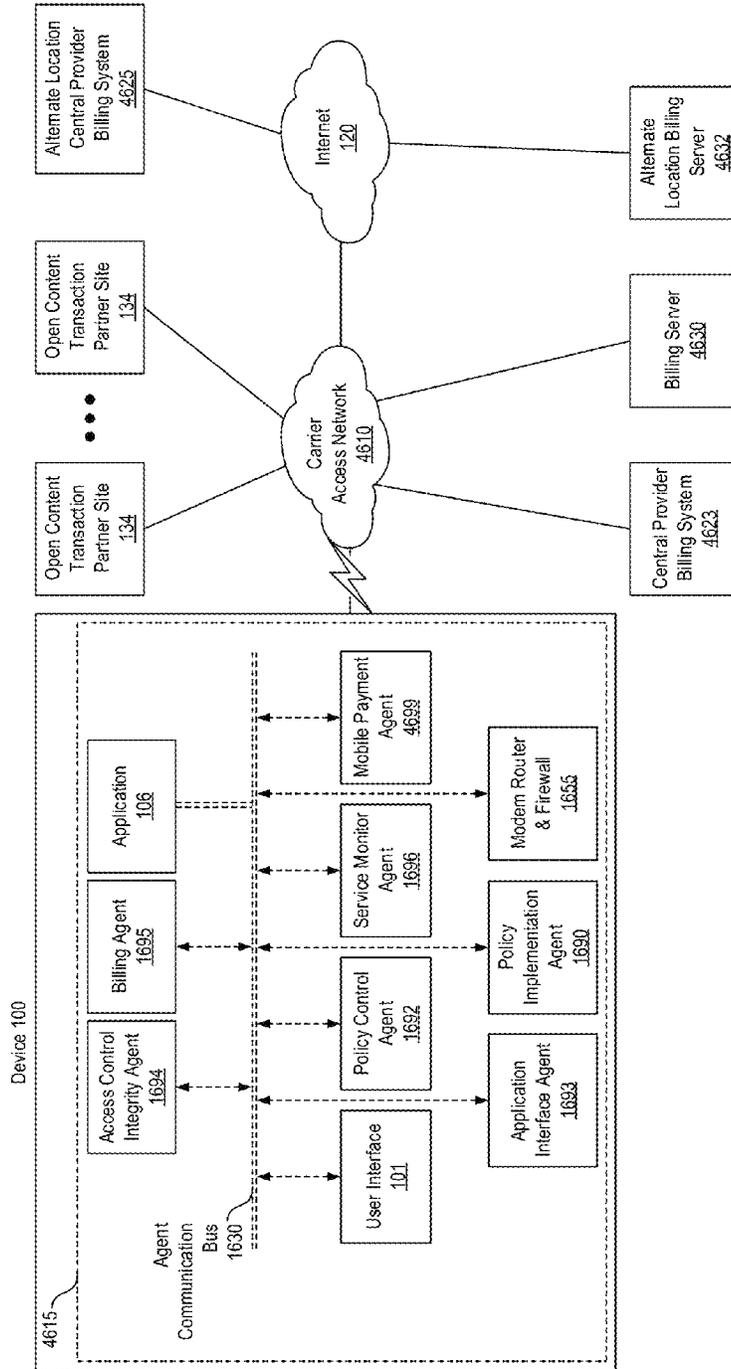 Device 100
4615
Agent
Communication
Bus
1630
Access Control
Integrity Agent
1694
Billing Agent
1695
Application
106
User Interface
101
Policy Control
Agent
1692
Service Monitor
Agent
1696
Mobile Payment
Agent
4699
Application
Interface Agent
1693
Policy
Implementation
Agent
1690
Modem Router
& Firewall
1655
Open Content
Transaction
Partner Site
134
Open Content
Transaction
Partner Site
134
Alternate Location
Central Provider
Billing System
4625
Carrier
Access Network
4610
Internet
120
Central Provider
Billing System
4623
Billing Server
4630
Alternate
Location Billing
Server
4632